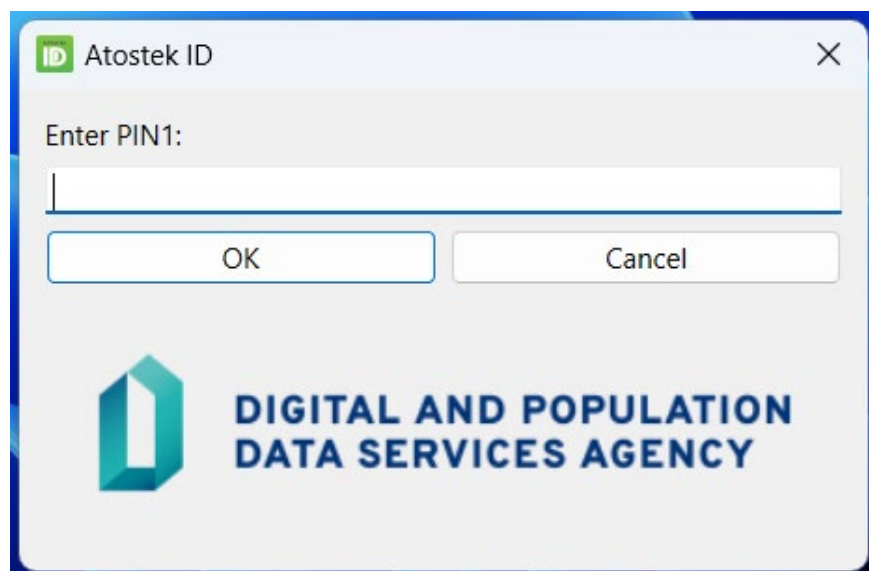 Atostek ID
Enter PIN1:
OK
Cancel
DIGITAL AND POPULATION
DATA SERVICES AGENCY